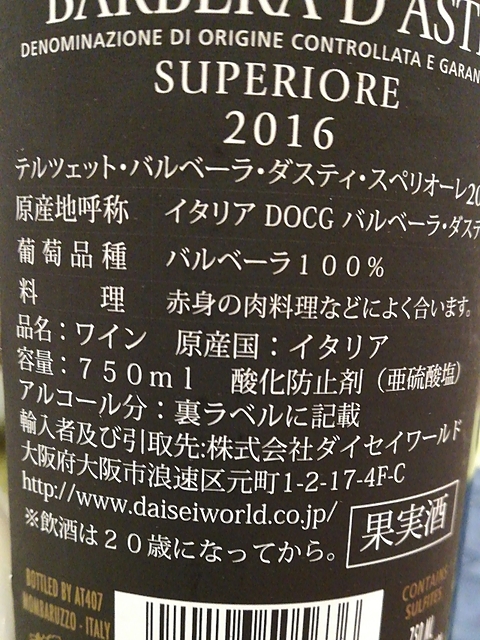 BARBERA D'ASTI
DENOMINAZIONE DI ORIGINE CONTROLLATA E GARAN
SUPERIORE
2016
テルツェット・バルベーラ・ダスティ・スペリオーレ20
原産地呼称 イタリア DOCG バルベーラ・ダステ
葡萄品種 バルベーラ100%
料理 赤身の肉料理などによく合います。
品名：ワイン 原産国：イタリア
容量：750ml 酸化防止剤（亜硫酸塩）
アルコール分：裏ラベルに記載
輸入者及び引取先:株式会社ダイセイワールド
大阪府大阪市浪速区元町1-2-17-4F-C
http://www.daiseiworld.co.jp/
※飲酒は20歳になってから。 果実酒
BOTTLED BY AT407
MOMBARUZZO - ITALY
CONTAINS
SULFITES